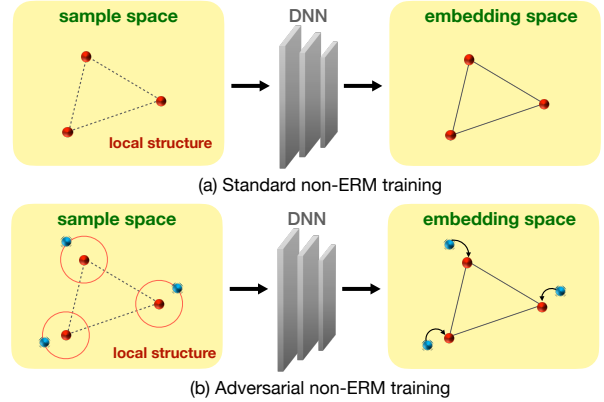 sample space
DNN
embedding space
local structure
(a) Standard non-ERM training
sample space
DNN
embedding space
local structure
(b) Adversarial non-ERM training